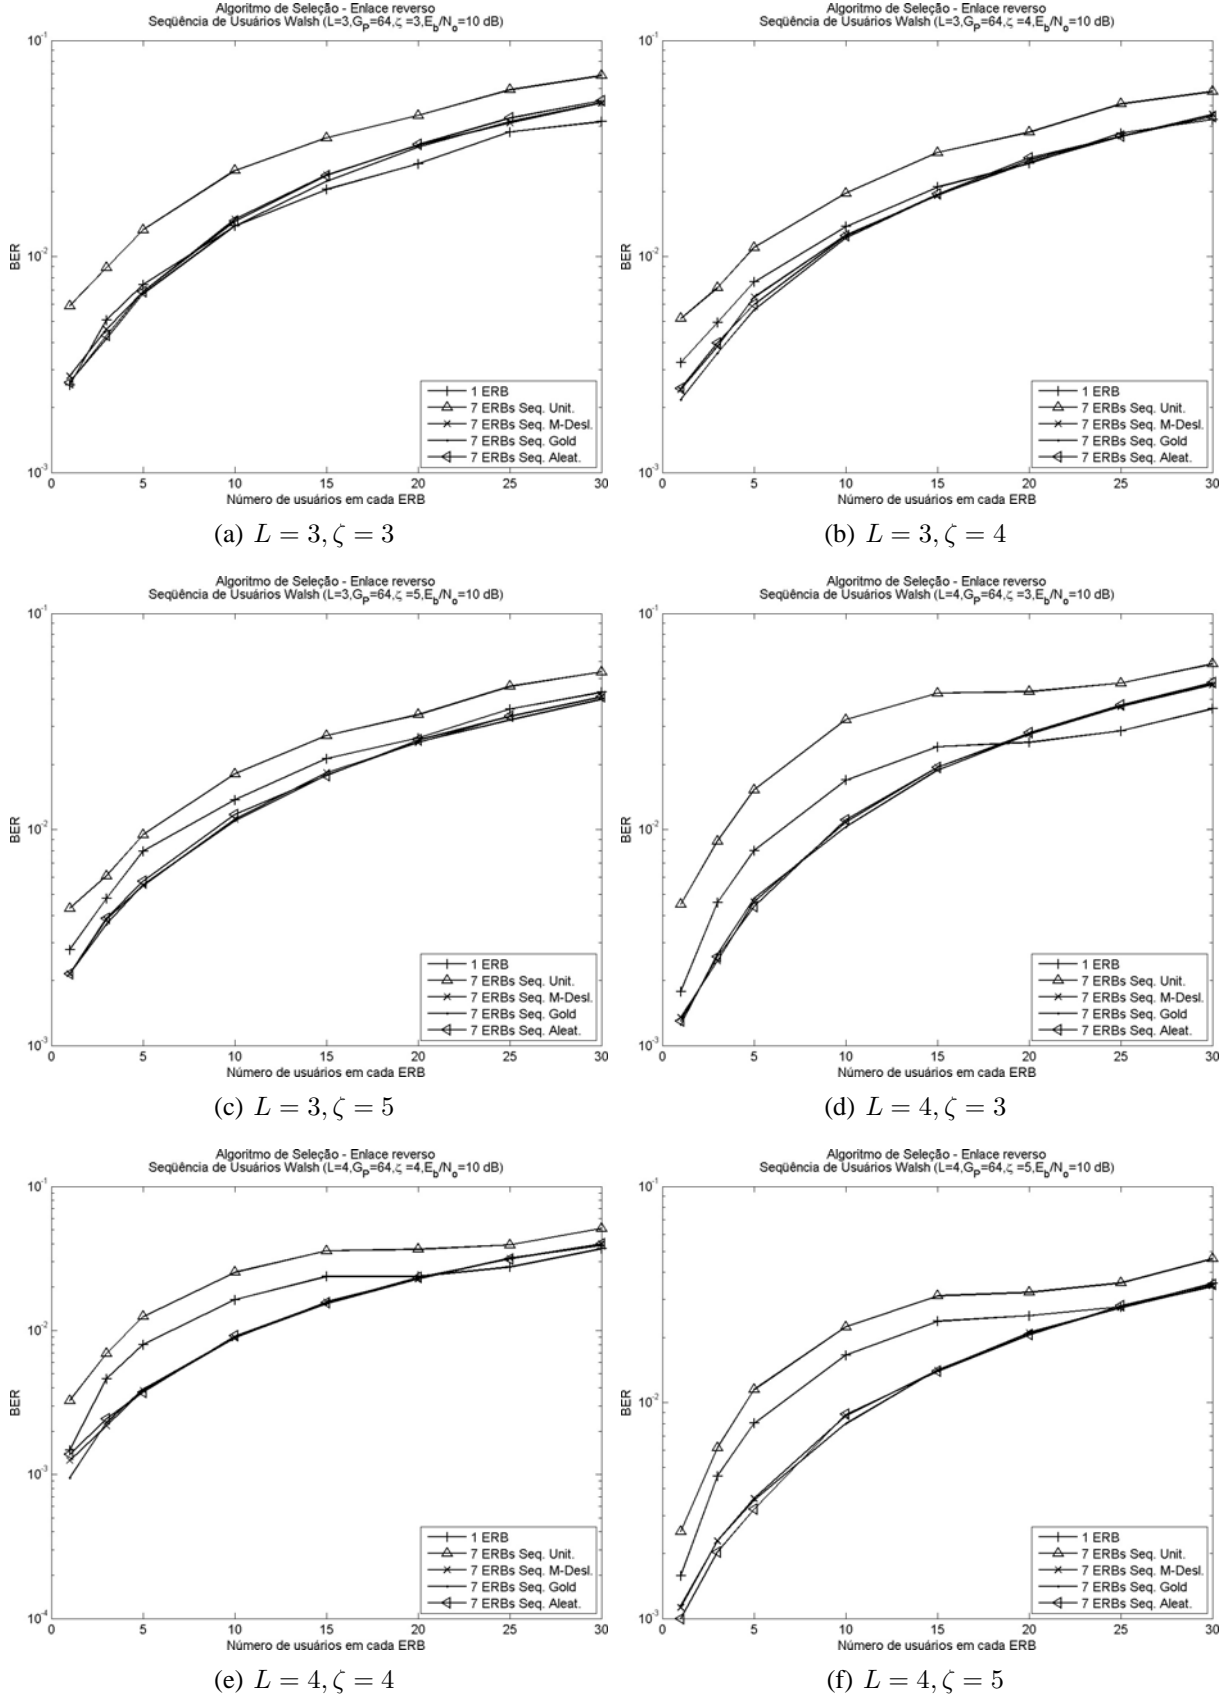 Algoritmo de Seleção - Enlace reverso
Seqüência de Usuários Walsh (L=3,G_P=64,ζ =3,E_b/N_o=10 dB)
10^-1
10^-2
10^-3
BER
0 5 10 15 20 25 30
Número de usuários em cada ERB
1 ERB
7 ERBs Seq. Unit.
7 ERBs Seq. M-Desl.
7 ERBs Seq. Gold
7 ERBs Seq. Aleat.
(a) L = 3, ζ = 3
Algoritmo de Seleção - Enlace reverso
Seqüência de Usuários Walsh (L=3,G_P=64,ζ =4,E_b/N_o=10 dB)
10^-1
10^-2
10^-3
BER
0 5 10 15 20 25 30
Número de usuários em cada ERB
1 ERB
7 ERBs Seq. Unit.
7 ERBs Seq. M-Desl.
7 ERBs Seq. Gold
7 ERBs Seq. Aleat.
(b) L = 3, ζ = 4
Algoritmo de Seleção - Enlace reverso
Seqüência de Usuários Walsh (L=3,G_P=64,ζ =5,E_b/N_o=10 dB)
10^-1
10^-2
10^-3
BER
0 5 10 15 20 25 30
Número de usuários em cada ERB
1 ERB
7 ERBs Seq. Unit.
7 ERBs Seq. M-Desl.
7 ERBs Seq. Gold
7 ERBs Seq. Aleat.
(c) L = 3, ζ = 5
Algoritmo de Seleção - Enlace reverso
Seqüência de Usuários Walsh (L=4,G_P=64,ζ =3,E_b/N_o=10 dB)
10^-1
10^-2
10^-3
BER
0 5 10 15 20 25 30
Número de usuários em cada ERB
1 ERB
7 ERBs Seq. Unit.
7 ERBs Seq. M-Desl.
7 ERBs Seq. Gold
7 ERBs Seq. Aleat.
(d) L = 4, ζ = 3
Algoritmo de Seleção - Enlace reverso
Seqüência de Usuários Walsh (L=4,G_P=64,ζ =4,E_b/N_o=10 dB)
10^-1
10^-2
10^-3
10^-4
BER
0 5 10 15 20 25 30
Número de usuários em cada ERB
1 ERB
7 ERBs Seq. Unit.
7 ERBs Seq. M-Desl.
7 ERBs Seq. Gold
7 ERBs Seq. Aleat.
(e) L = 4, ζ = 4
Algoritmo de Seleção - Enlace reverso
Seqüência de Usuários Walsh (L=4,G_P=64,ζ =5,E_b/N_o=10 dB)
10^-1
10^-2
10^-3
BER
0 5 10 15 20 25 30
Número de usuários em cada ERB
1 ERB
7 ERBs Seq. Unit.
7 ERBs Seq. M-Desl.
7 ERBs Seq. Gold
7 ERBs Seq. Aleat.
(f) L = 4, ζ = 5